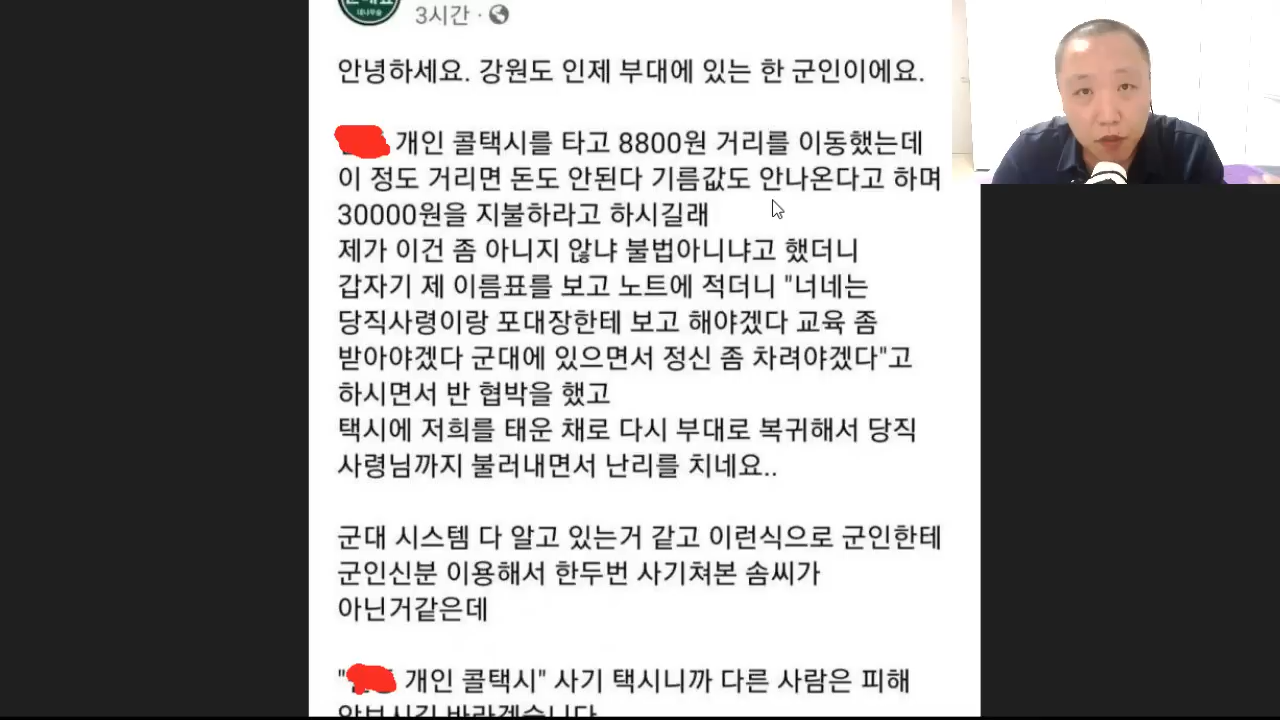 3시간 ·
안녕하세요. 강원도 인제 부대에 있는 한 군인이에요.
개인 콜택시를 타고 8800원 거리를 이동했는데
이 정도 거리면 돈도 안된다 기름값도 안나온다고 하며
30000원을 지불하라고 하시길래
제가 이건 좀 아니지 않냐 불법아니냐고 했더니
갑자기 제 이름표를 보고 노트에 적더니 "너네는
당직사령이랑 포대장한테 보고 해야겠다 교육 좀
받아야겠다 군대에 있으면서 정신 좀 차려야겠다"고
하시면서 반 협박을 했고
택시에 저희를 태운 채로 다시 부대로 복귀해서 당직
사령님까지 불러내면서 난리를 치네요..
군대 시스템 다 알고 있는거 같고 이런식으로 군인한테
군인신분 이용해서 한두번 사기쳐본 솜씨가
아닌거같은데
" 개인 콜택시" 사기 택시니까 다른 사람은 피해
안보시길 바라겠습니다